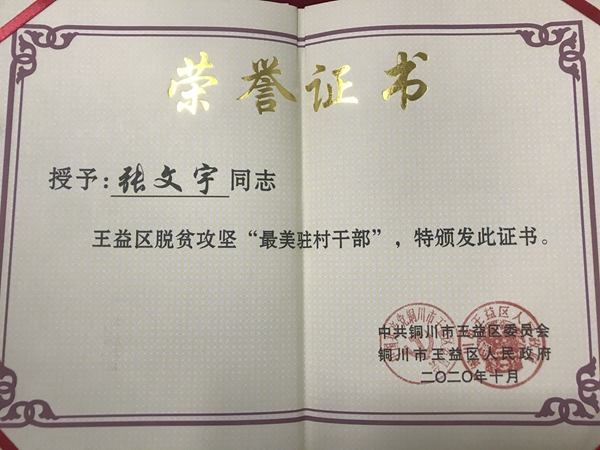 荣誉证书
授予：张文宇同志
王益区脱贫攻坚“最美驻村干部”，特颁发此证书。
中共铜川市王益区委员会
铜川市王益区人民政府
二〇二〇年十月